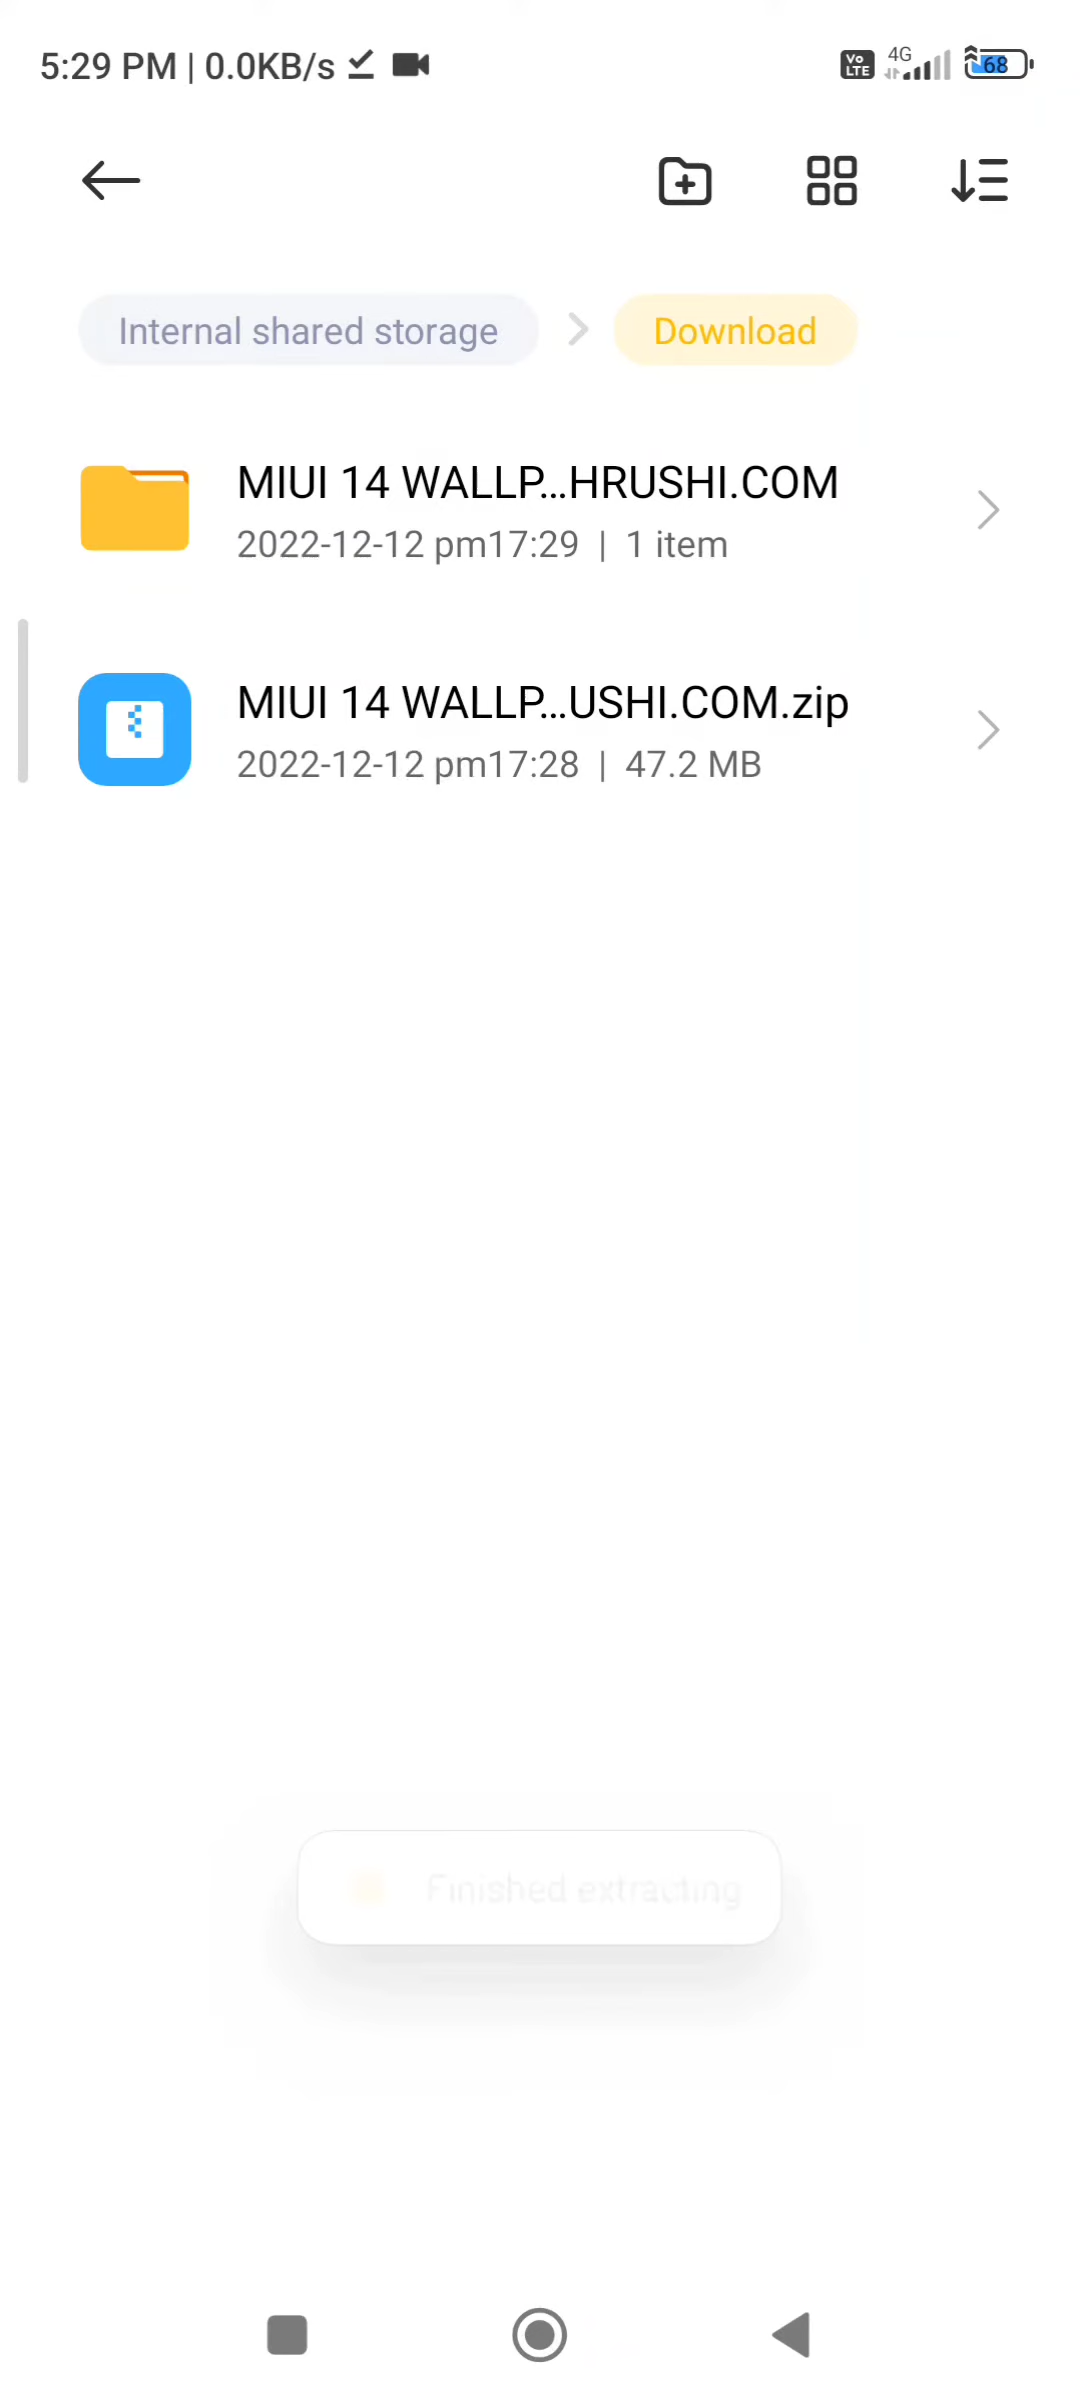 5:29 PM | 0.0KB/s
Vo LTE 4G 68
Internal shared storage
Download
MIUI 14 WALLP...HRUSHI.COM
2022-12-12 pm17:29 | 1 item
MIUI 14 WALLP...USHI.COM.zip
2022-12-12 pm17:28 | 47.2 MB
Finished extracting